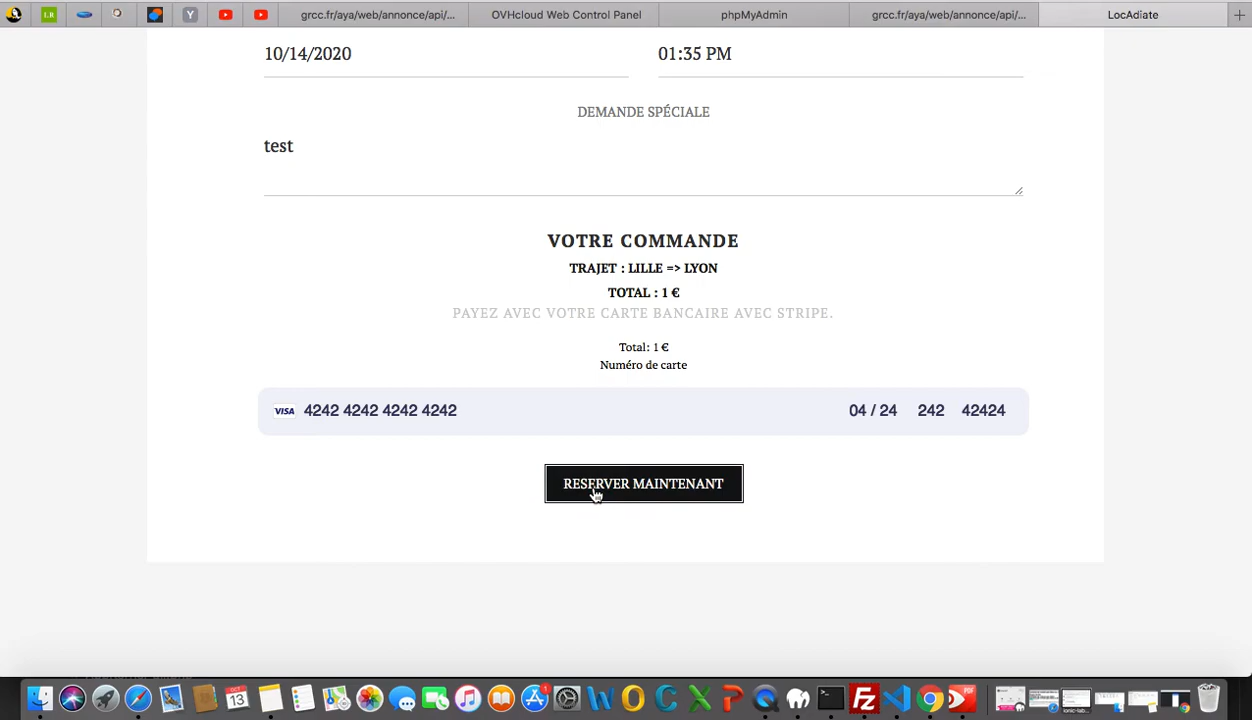 grcc.fr/aya/web/annonce/api/... OVHcloud Web Control Panel phpMyAdmin grcc.fr/aya/web/annonce/api/... LocAdiate
10/14/2020 01:35 PM
DEMANDE SPÉCIALE
test
VOTRE COMMANDE
TRAJET : LILLE => LYON
TOTAL : 1 €
PAYEZ AVEC VOTRE CARTE BANCAIRE AVEC STRIPE.
Total: 1 €
Numéro de carte
VISA 4242 4242 4242 4242 04 / 24 242 42424
RESERVER MAINTENANT